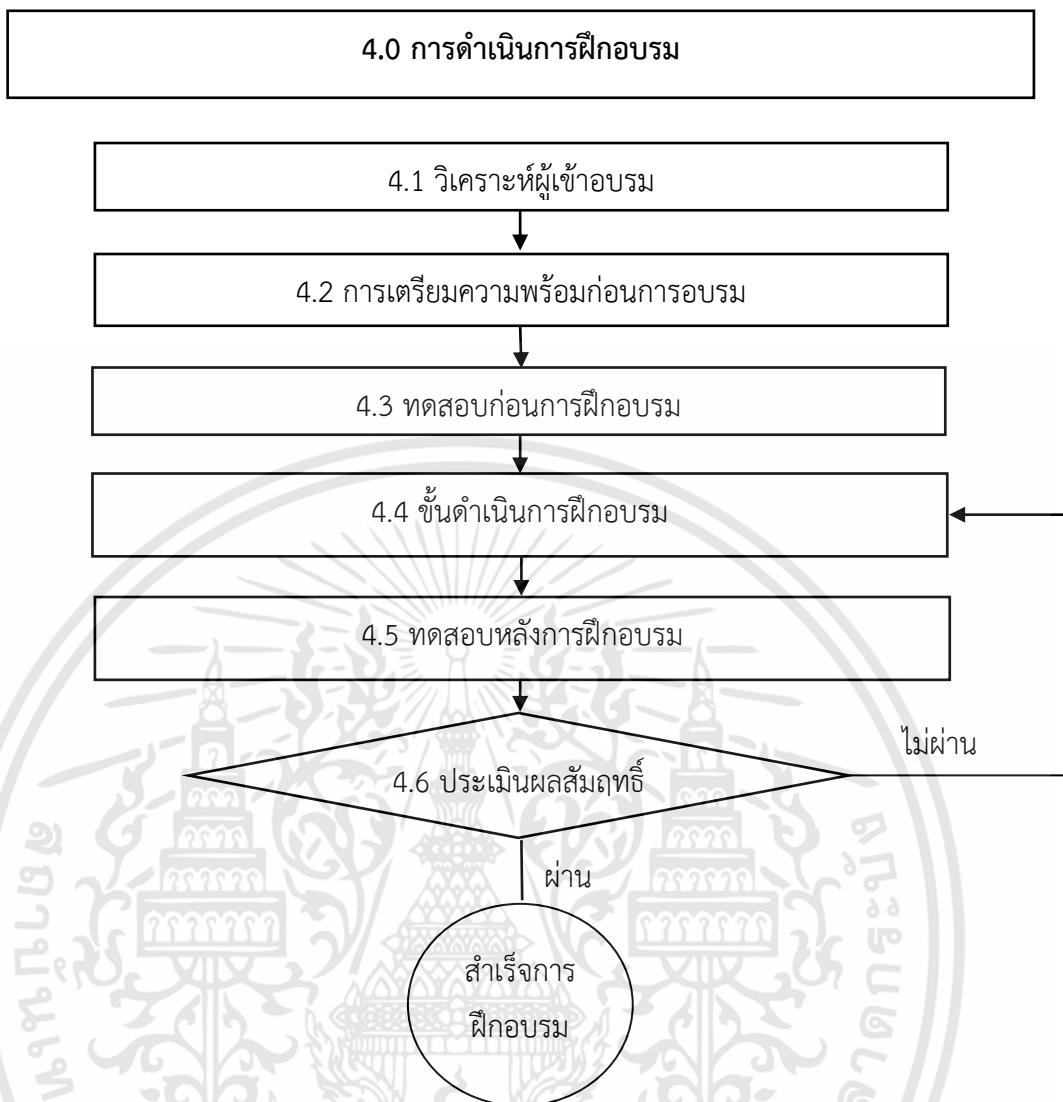 4.0 การดำเนินการฝึกอบรม
4.1 วิเคราะห์ผู้เข้าอบรม
4.2 การเตรียมความพร้อมก่อนการอบรม
4.3 ทดสอบก่อนการฝึกอบรม
4.4 ขั้นดำเนินการฝึกอบรม
4.5 ทดสอบหลังการฝึกอบรม
ไม่ผ่าน
4.6 ประเมินผลสัมฤทธิ์
ผ่าน
สำเร็จการ
ฝึกอบรม